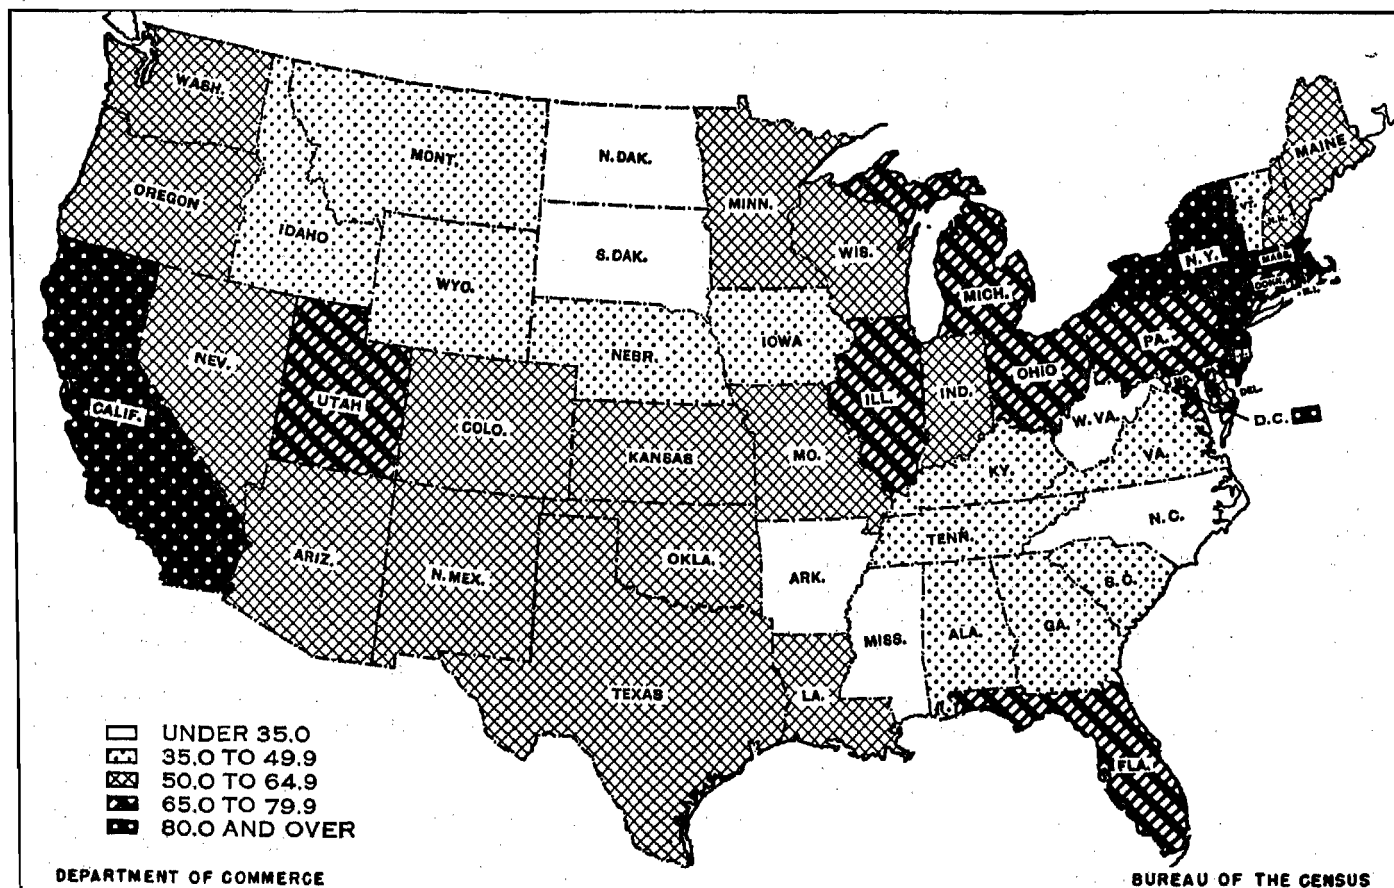 WASH.
MONT.
N. DAK.
MINN.
MAINE
OREGON
IDAHO
S. DAK.
WIS.
VT.
N.H.
N.Y.
MASS.
CONN.
R.I.
WYO.
MICH.
NEV.
NEBR.
IOWA
PA.
UTAH
ILL.
IND.
OHIO
MD.
DEL.
CALIF.
COLO.
KANSAS
MO.
W. VA.
D.C.
KY.
VA.
ARIZ.
N. MEX.
OKLA.
ARK.
TENN.
N.C.
MISS.
ALA.
GA.
S.C.
TEXAS
LA.
FLA.
UNDER 35.0
35.0 TO 49.9
50.0 TO 64.9
65.0 TO 79.9
80.0 AND OVER
DEPARTMENT OF COMMERCE
BUREAU OF THE CENSUS